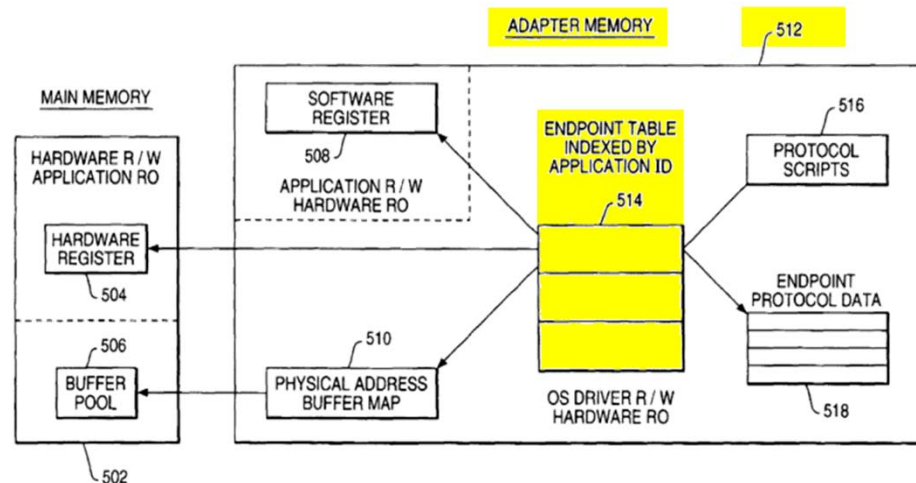 ADAPTER MEMORY
512
MAIN MEMORY
HARDWARE R / W
APPLICATION RO
HARDWARE
REGISTER
504
506
BUFFER
POOL
502
SOFTWARE
REGISTER
508
APPLICATION R / W
HARDWARE RO
510
PHYSICAL ADDRESS
BUFFER MAP
ENDPOINT TABLE
INDEXED BY
APPLICATION ID
514
OS DRIVER R / W
HARDWARE RO
516
PROTOCOL
SCRIPTS
ENDPOINT
PROTOCOL DATA
518